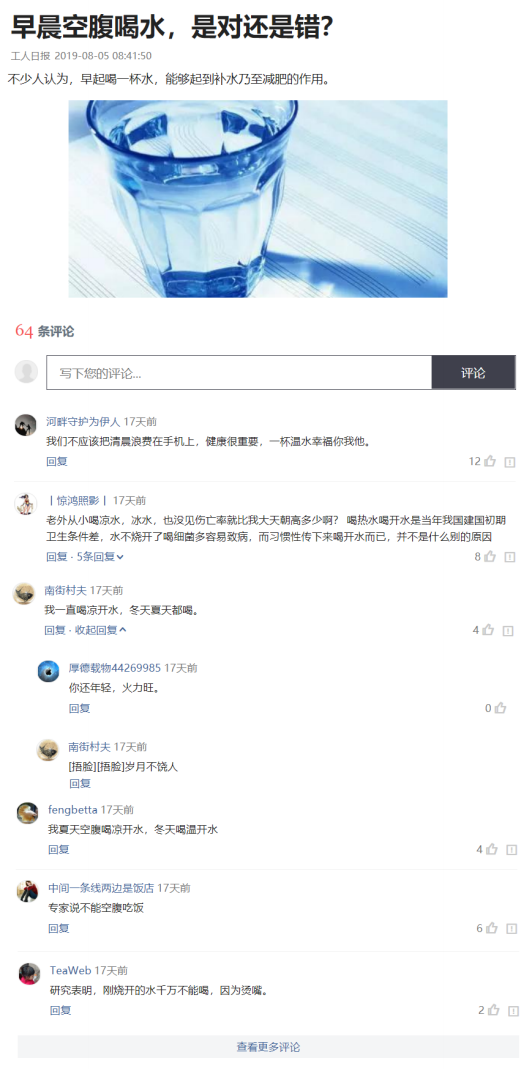 早晨空腹喝水，是对还是错?
工人日报 2019-08-05 08:41:50
不少人认为，早起喝一杯水，能够起到补水乃至减肥的作用。
64 条评论
写下您的评论... 评论
河畔守护为伊人 17天前
我们不应该把清晨浪费在手机上，健康很重要，一杯温水幸福你我他。
回复 12
丨惊鸿照影丨 17天前
老外从小喝凉水，冰水，也没见伤亡率就比我大天朝高多少啊？ 喝热水喝开水是当年我国建国初期
卫生条件差，水不烧开了喝细菌多容易致病，而习惯性传下来喝开水而已，并不是什么别的原因
回复 · 5条回复 8
南街村夫 17天前
我一直喝凉开水，冬天夏天都喝。
回复 · 收起回复 4
厚德载物44269985 17天前
你还年轻，火力旺。
回复 0
南街村夫 17天前
[捂脸][捂脸]岁月不饶人
回复
fengbetta 17天前
我夏天空腹喝凉开水，冬天喝温开水
回复 4
中间一条线两边是饭店 17天前
专家说不能空腹吃饭
回复 6
TeaWeb 17天前
研究表明，刚烧开的水千万不能喝，因为烫嘴。
回复 2
查看更多评论